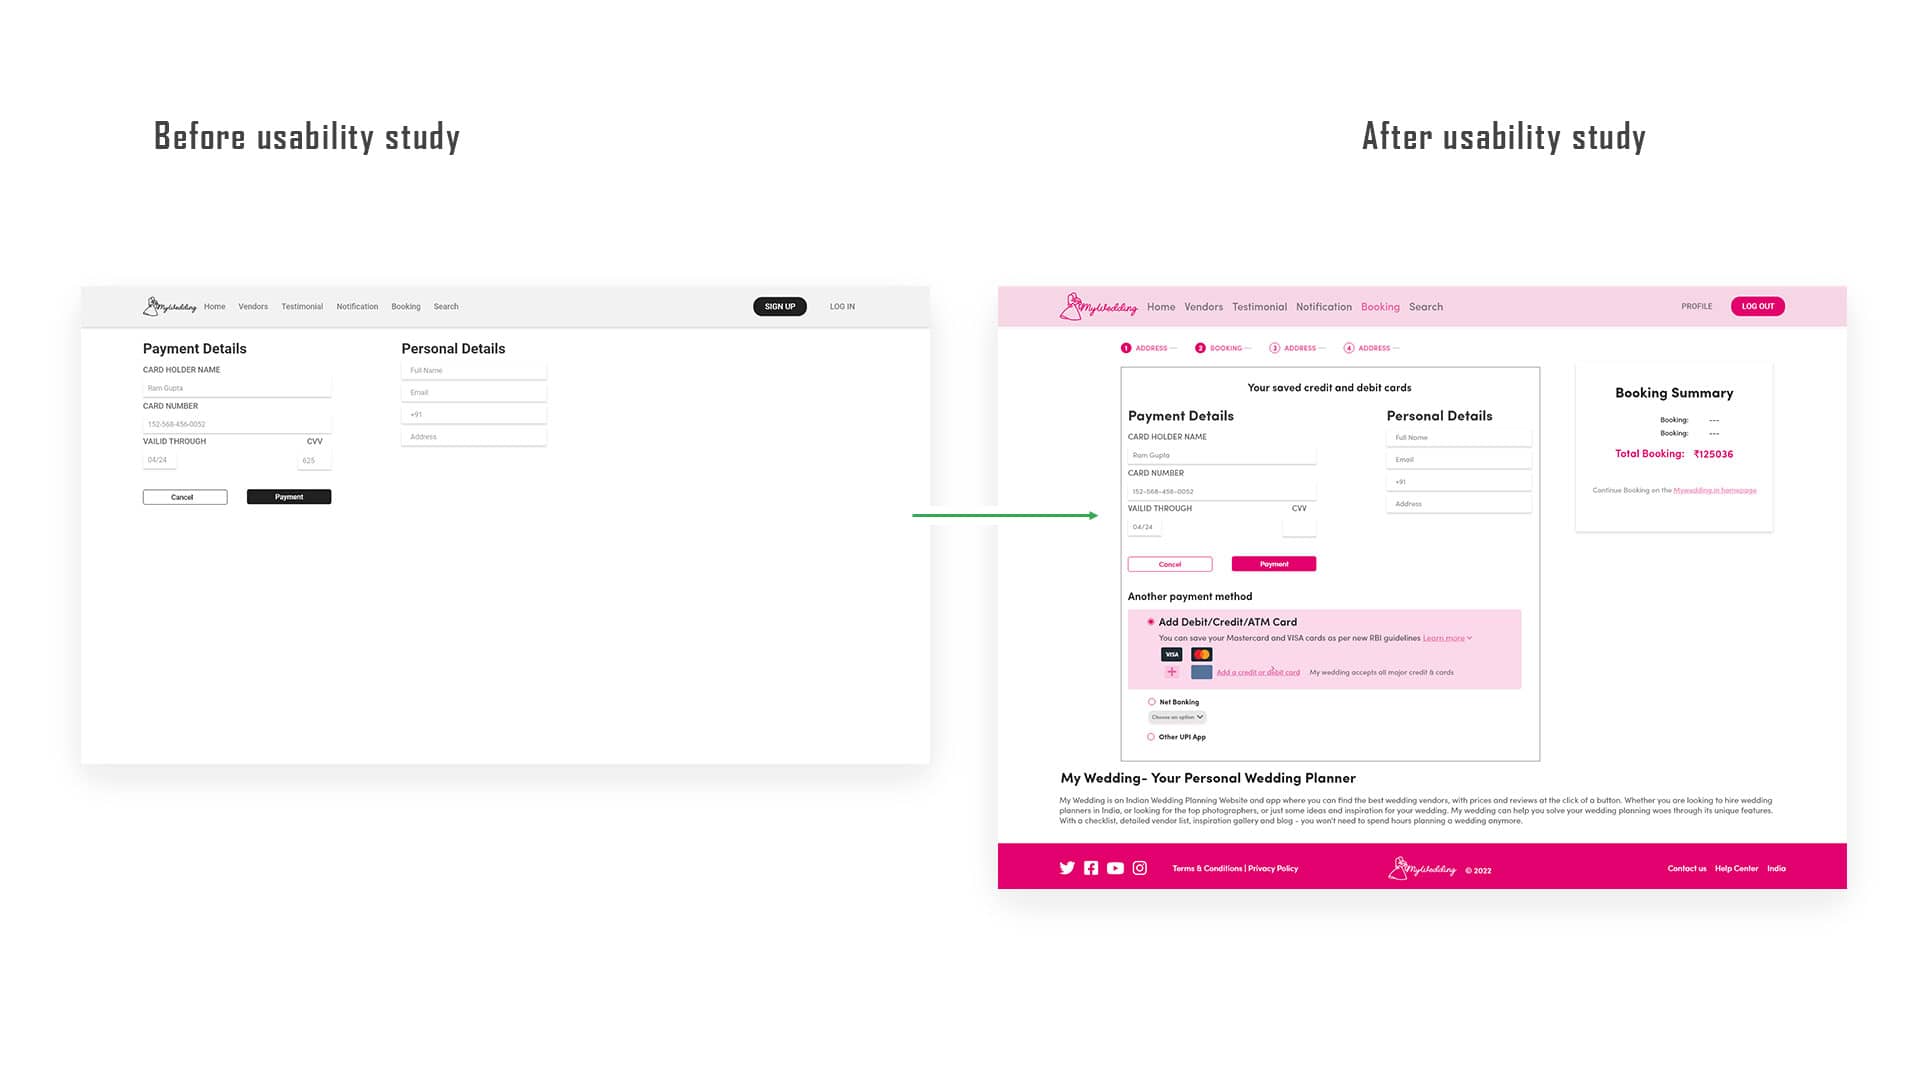 Before usability study
After usability study
MyWedding Home Vendors Testimonial Notification Booking Search SIGN UP LOG IN
Payment Details
CARD HOLDER NAME
Ram Gupta
CARD NUMBER
152-568-456-0052
VAILID THROUGH CVV
04/24 625
Cancel Payment
Personal Details
Full Name
Email
+91
Address
MyWedding Home Vendors Testimonial Notification Booking Search PROFILE LOG OUT
1 ADDRESS — 2 BOOKING — 3 ADDRESS — 4 ADDRESS —
Your saved credit and debit cards
Payment Details
CARD HOLDER NAME
Ram Gupta
CARD NUMBER
152-568-456-0052
VAILID THROUGH CVV
04/24
Cancel Payment
Personal Details
Full Name
Email
+91
Address
Another payment method
Add Debit/Credit/ATM Card
You can save your Mastercard and VISA cards as per new RBI guidelines Learn more
VISA
Add a credit or debit card My wedding accepts all major credit & cards
Net Banking
Choose an option
Other UPI App
Booking Summary
Booking: ---
Booking: ---
Total Booking: ₹125036
Continue Booking on the Mywedding.in homepage
My Wedding- Your Personal Wedding Planner
My Wedding is an Indian Wedding Planning Website and app where you can find the best wedding vendors, with prices and reviews at the click of a button. Whether you are looking to hire wedding
planners in India, or looking for the top photographers, or just some ideas and inspiration for your wedding. My wedding can help you solve your wedding planning woes through its unique features.
With a checklist, detailed vendor list, inspiration gallery and blog - you won't need to spend hours planning a wedding anymore.
Terms & Conditions | Privacy Policy MyWedding © 2022 Contact us Help Center India